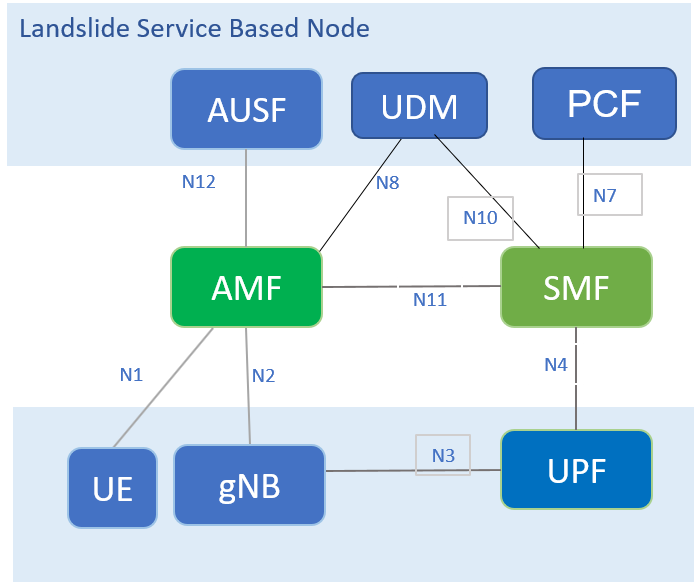 Landslide Service Based Node
AUSF
UDM
PCF
N12
N8
N10
N7
AMF
N11
SMF
N1
N2
N4
UE
gNB
N3
UPF